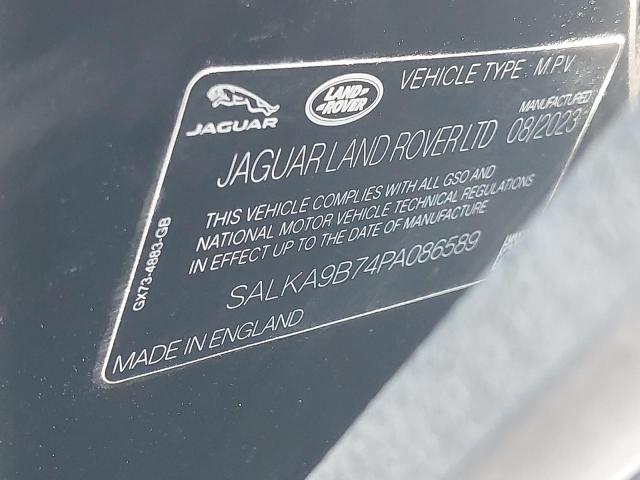 JAGUAR
LAND
ROVER
VEHICLE TYPE : M.P.V.
MANUFACTURED
JAGUAR LAND ROVER LTD 08/2023
THIS VEHICLE COMPLIES WITH ALL GSO AND
NATIONAL MOTOR VEHICLE TECHNICAL REGULATIONS
IN EFFECT UP TO THE DATE OF MANUFACTURE
SALKA9B74PA086589
MADE IN ENGLAND
GX73-4883-GB